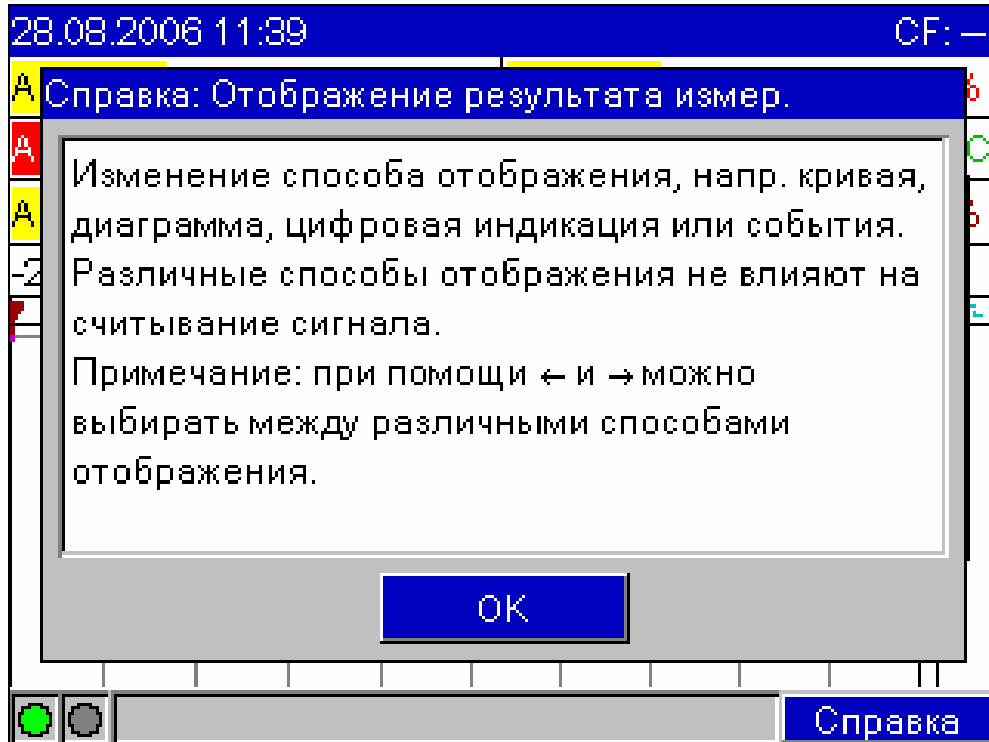 28.08.2006 11:39 CF: –
A
Справка: Отображение результата измер.
A
Изменение способа отображения, напр. кривая,
A
диаграмма, цифровая индикация или события.
-2
Различные способы отображения не влияют на
считывание сигнала.
Примечание: при помощи ← и → можно
выбирать между различными способами
отображения.
OK
Справка